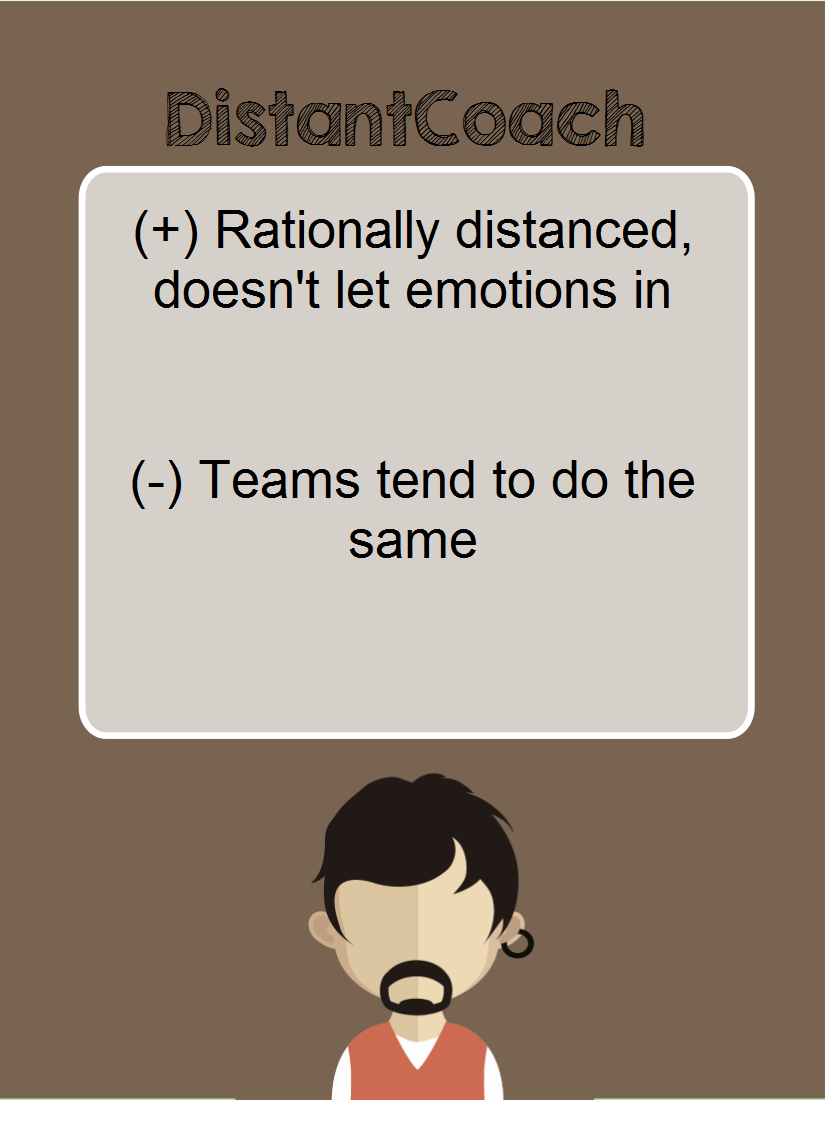 DistantCoach
(+) Rationally distanced,
doesn't let emotions in
(-) Teams tend to do the
same